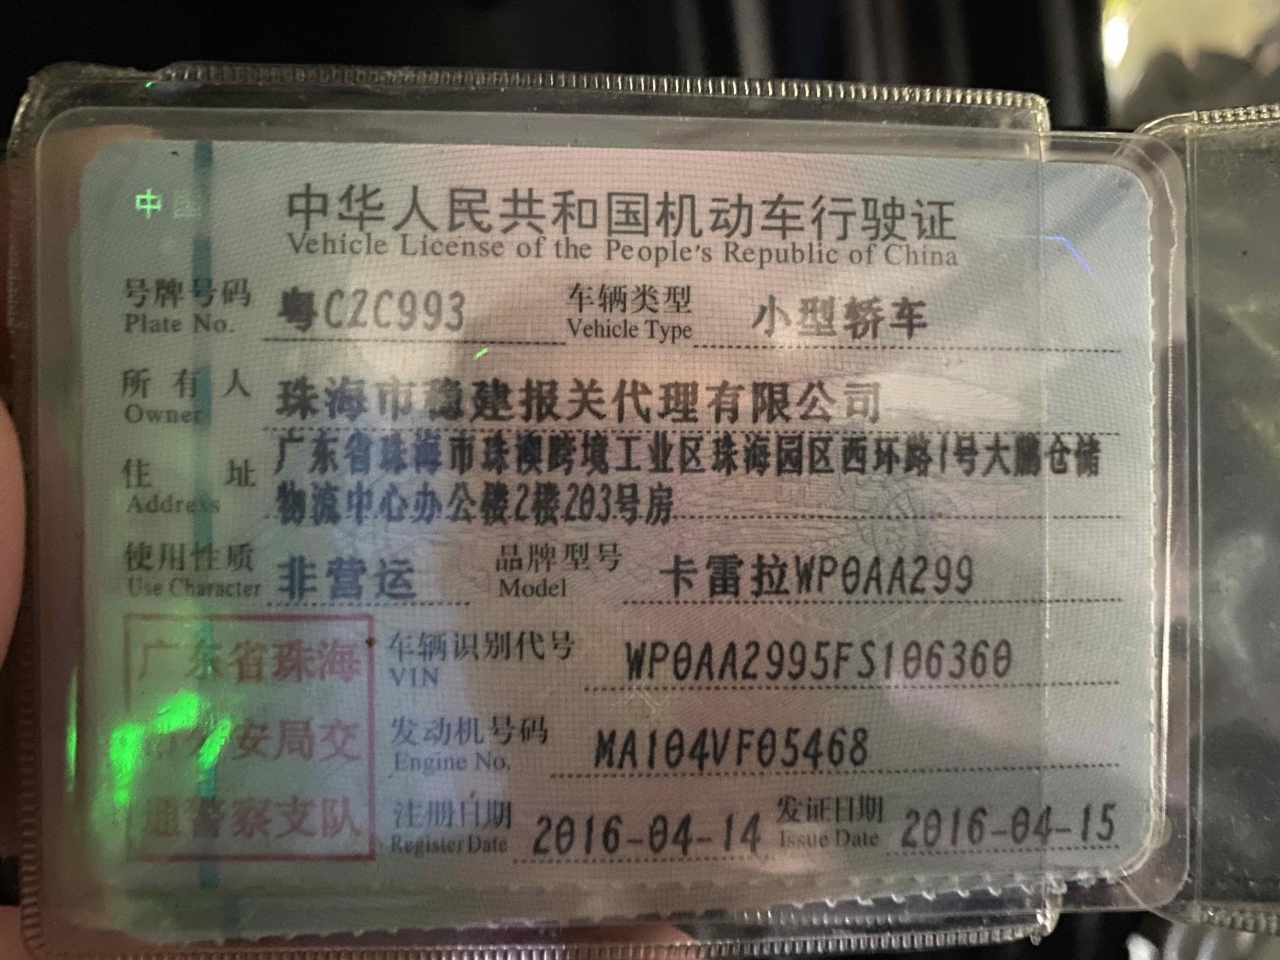 中国
中华人民共和国机动车行驶证
Vehicle License of the People's Republic of China
号牌号码 粤CZC993 车辆类型 小型轿车
Plate No. Vehicle Type
所有人 珠海市稳建报关代理有限公司
Owner
住址 广东省珠海市珠澳跨境工业区珠海园区西环路1号大鹏仓储
Address 物流中心办公楼2楼203号房
使用性质 非营运 品牌型号 卡雷拉WP0AA299
Use Character Model
广东省珠海
市公安局交
通警察支队
车辆识别代号 WP0AA2995FS106360
VIN
发动机号码 MA104VF05468
Engine No.
注册日期 2016-04-14 发证日期 2016-04-15
Register Date Issue Date